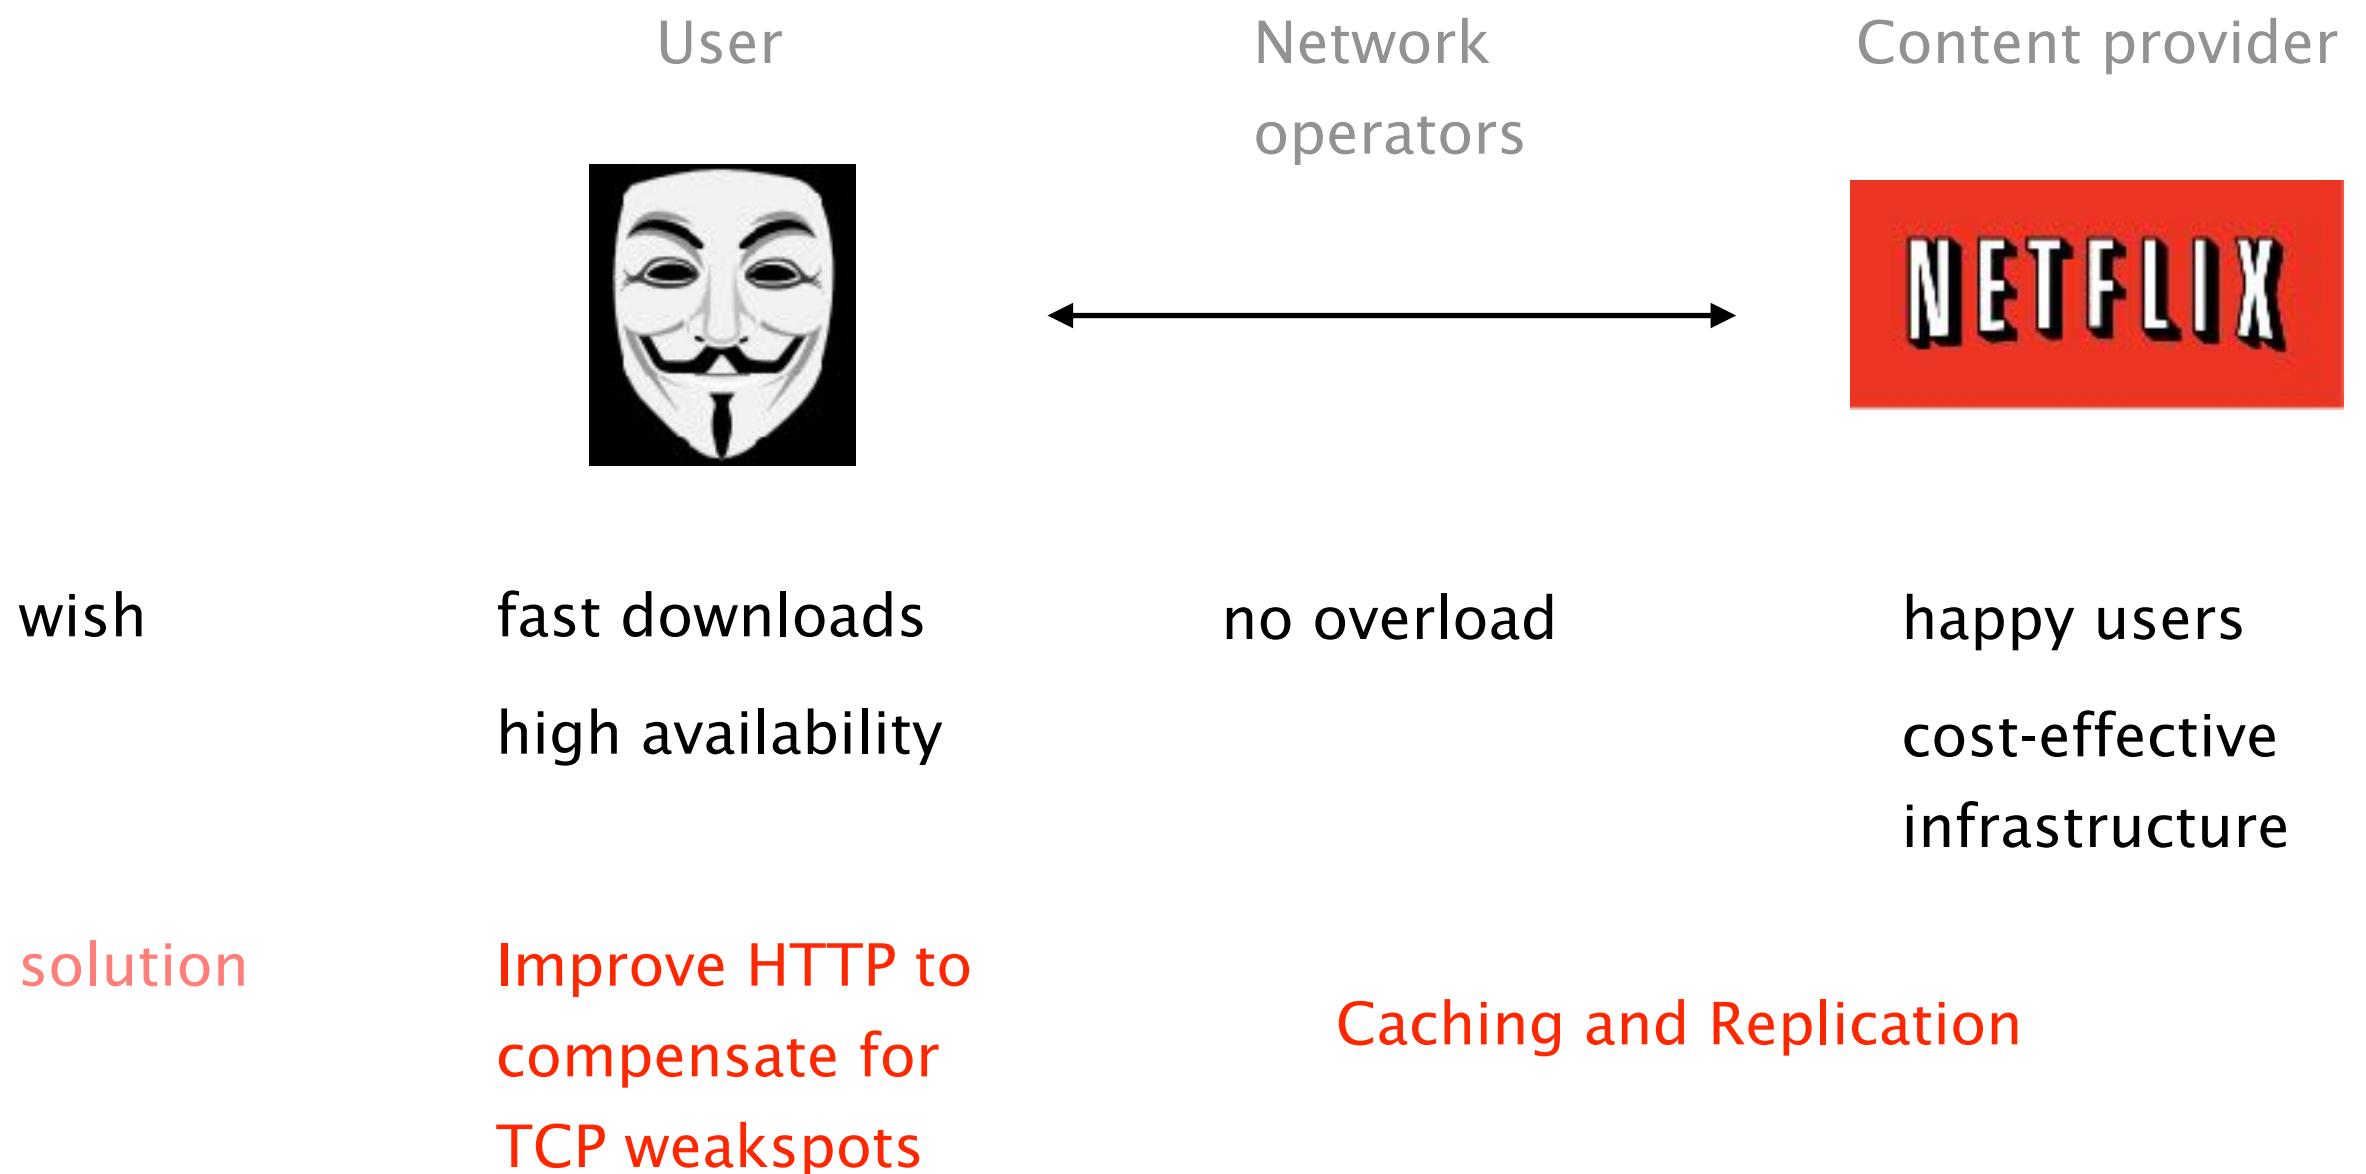 User
Network
operators
Content provider
NETFLIX
wish
fast downloads
high availability
no overload
happy users
cost-effective
infrastructure
solution
Improve HTTP to
compensate for
TCP weakspots
Caching and Replication